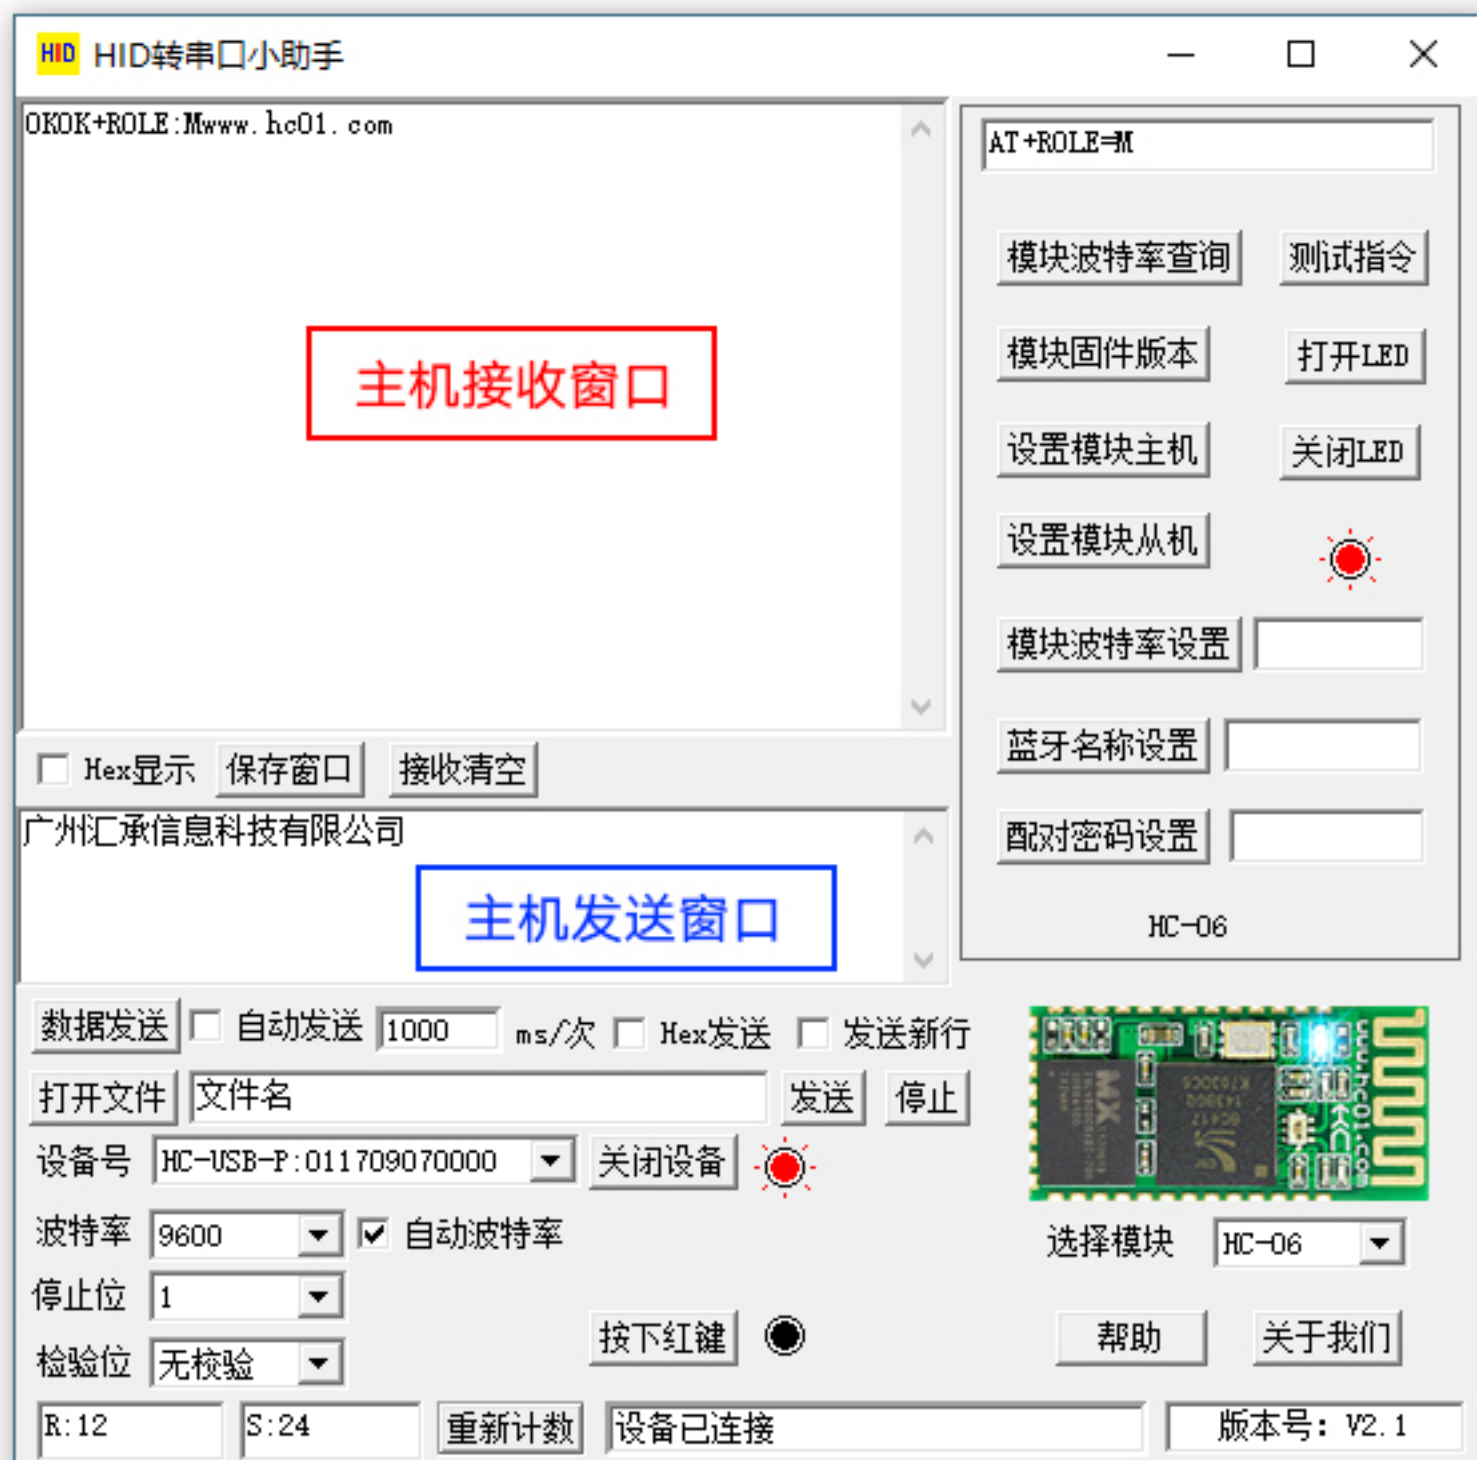 HID HID转串口小助手
OKOK+ROLE:Mwww.hc01.com
主机接收窗口
Hex显示 保存窗口 接收清空
广州汇承信息科技有限公司
主机发送窗口
数据发送 自动发送 1000 ms/次 Hex发送 发送新行
打开文件 文件名 发送 停止
设备号 HC-USB-P:011709070000 关闭设备
波特率 9600 自动波特率
停止位 1
检验位 无校验
按下红键
R:12 S:24 重新计数 设备已连接 版本号: V2.1
AT+ROLE=M
模块波特率查询 测试指令
模块固件版本 打开LED
设置模块主机 关闭LED
设置模块从机
模块波特率设置
蓝牙名称设置
配对密码设置
HC-06
www.hc01.com
选择模块 HC-06
帮助 关于我们